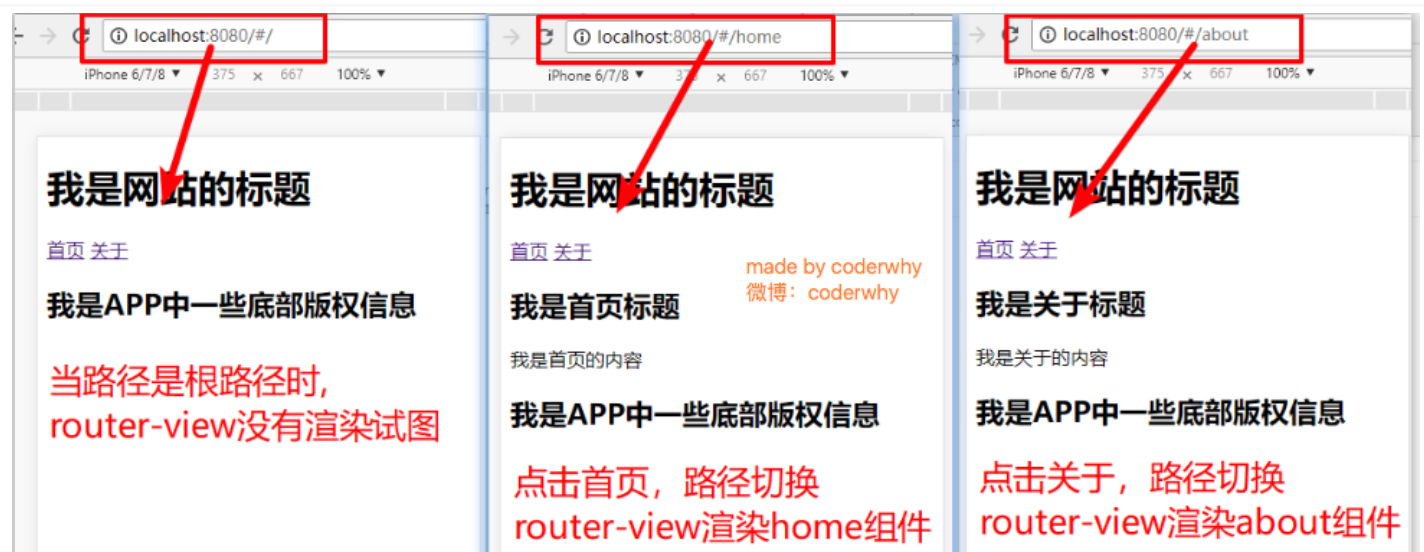 localhost:8080/#/
iPhone 6/7/8 ▼ 375 × 667 100% ▼
我是网站的标题
首页 关于
我是APP中一些底部版权信息
当路径是根路径时,
router-view没有渲染试图
localhost:8080/#/home
iPhone 6/7/8 ▼ 375 × 667 100% ▼
我是网站的标题
首页 关于
made by coderwhy
微博：coderwhy
我是首页标题
我是首页的内容
我是APP中一些底部版权信息
点击首页，路径切换
router-view渲染home组件
localhost:8080/#/about
iPhone 6/7/8 ▼ 375 × 667 100% ▼
我是网站的标题
首页 关于
我是关于标题
我是关于的内容
我是APP中一些底部版权信息
点击关于，路径切换
router-view渲染about组件